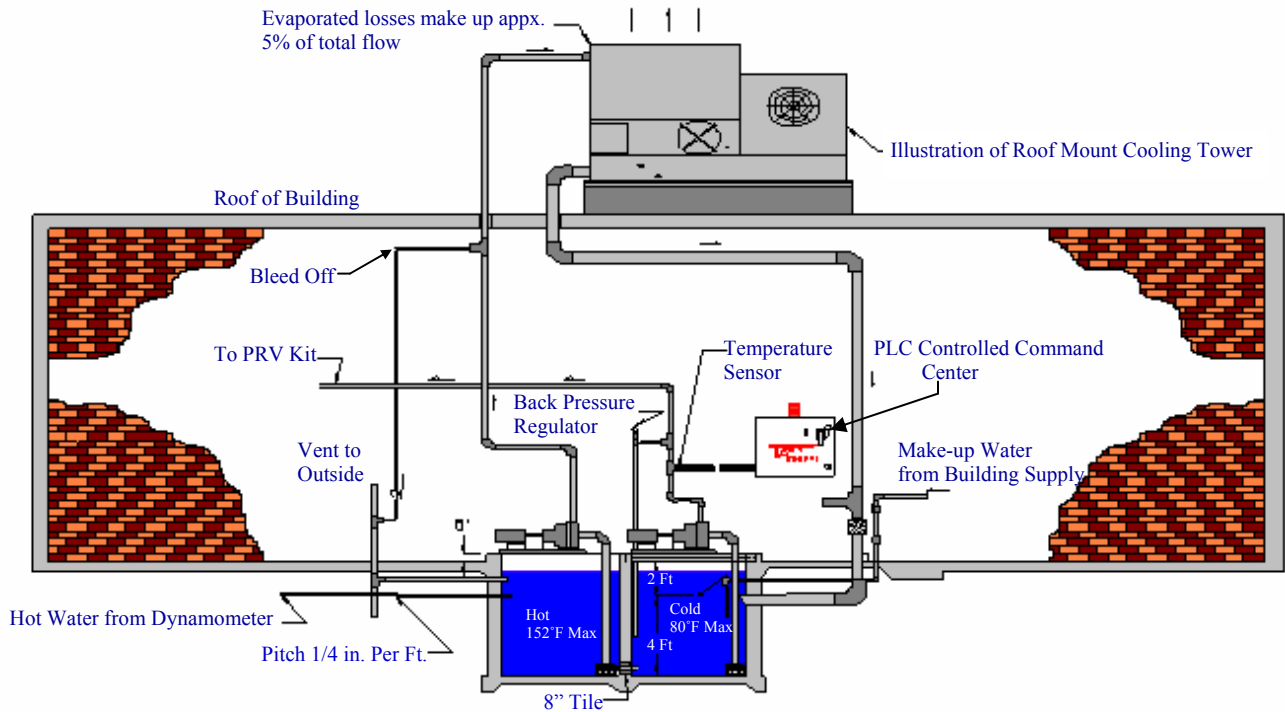 Evaporated losses make up appx.
5% of total flow
Illustration of Roof Mount Cooling Tower
Roof of Building
Bleed Off
To PRV Kit
Temperature
Sensor
PLC Controlled Command
Center
Back Pressure
Regulator
Vent to
Outside
Make-up Water
from Building Supply
2 Ft
Hot
152°F Max
Cold
80°F Max
4 Ft
Hot Water from Dynamometer
Pitch 1/4 in. Per Ft.
8” Tile